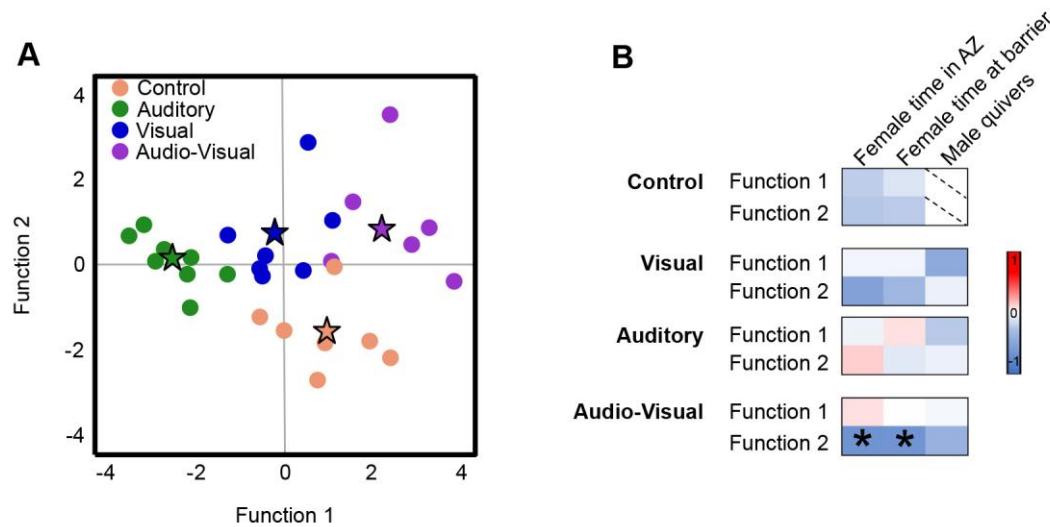 A
Control
Auditory
Visual
Audio-Visual
4
2
0
-2
-4
-4
-2
0
2
4
Function 2
Function 1
B
Female time in AZ
Female time at barrier
Male quivers
Control
Function 1
Function 2
Visual
Function 1
Function 2
Auditory
Function 1
Function 2
Audio-Visual
Function 1
Function 2
* *
1
0
-1